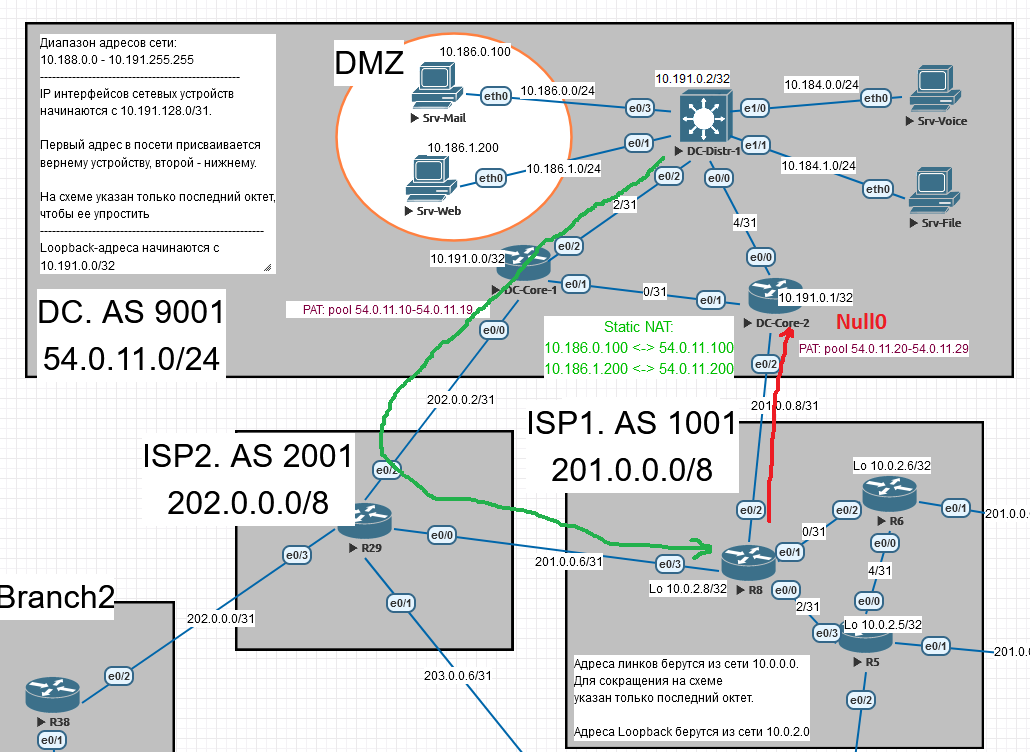 Диапазон адресов сети:
10.188.0.0 - 10.191.255.255
IP интерфейсов сетевых устройств
начинаются с 10.191.128.0/31.
Первый адрес в посети присваивается
вернему устройству, второй - нижнему.
На схеме указан только последний октет,
чтобы ее упростить
Loopback-адреса начинаются с
10.191.0.0/32
DMZ
10.186.0.100
eth0
10.186.0.0/24
Srv-Mail
e0/3
10.186.1.200
eth0
10.186.1.0/24
e0/1
Srv-Web
10.191.0.2/32
DC-Distr-1
e1/0
10.184.0.0/24
eth0
Srv-Voice
e1/1
10.184.1.0/24
eth0
Srv-File
e0/2
e0/0
2/31
4/31
e0/2
e0/0
10.191.0.0/32
DC-Core-1
e0/1
0/31
e0/1
10.191.0.1/32
DC-Core-2
DC. AS 9001
54.0.11.0/24
PAT: pool 54.0.11.10-54.0.11.19
e0/0
Static NAT:
10.186.0.100 <-> 54.0.11.100
10.186.1.200 <-> 54.0.11.200
Null0
PAT: pool 54.0.11.20-54.0.11.29
e0/2
202.0.0.2/31
201.0.0.8/31
ISP2. AS 2001
202.0.0.0/8
e0/2
R29
e0/3
e0/0
e0/1
201.0.0.6/31
202.0.0.0/31
203.0.0.6/31
ISP1. AS 1001
201.0.0.0/8
Lo 10.0.2.6/32
e0/2
R6
e0/1
201.0.0.
e0/2
0/31
e0/0
e0/1
e0/3
R8
Lo 10.0.2.8/32
4/31
e0/0
2/31
e0/0
Lo 10.0.2.5/32
e0/3
R5
e0/1
201.0.
e0/2
Адреса линков берутся из сети 10.0.0.0.
Для сокращения на схеме
указан только последний октет.
Адреса Loopback берутся из сети 10.0.2.0
Branch2
e0/2
R38
e0/1